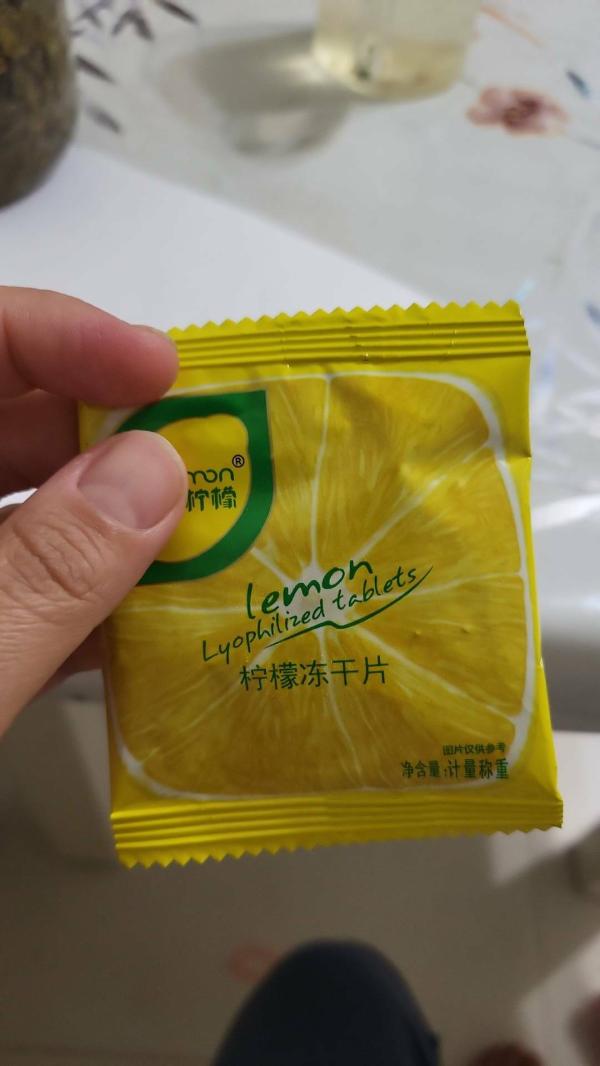 mon®
柠檬
lemon
Lyophilized tablets
柠檬冻干片
图片仅供参考
净含量:计量称重